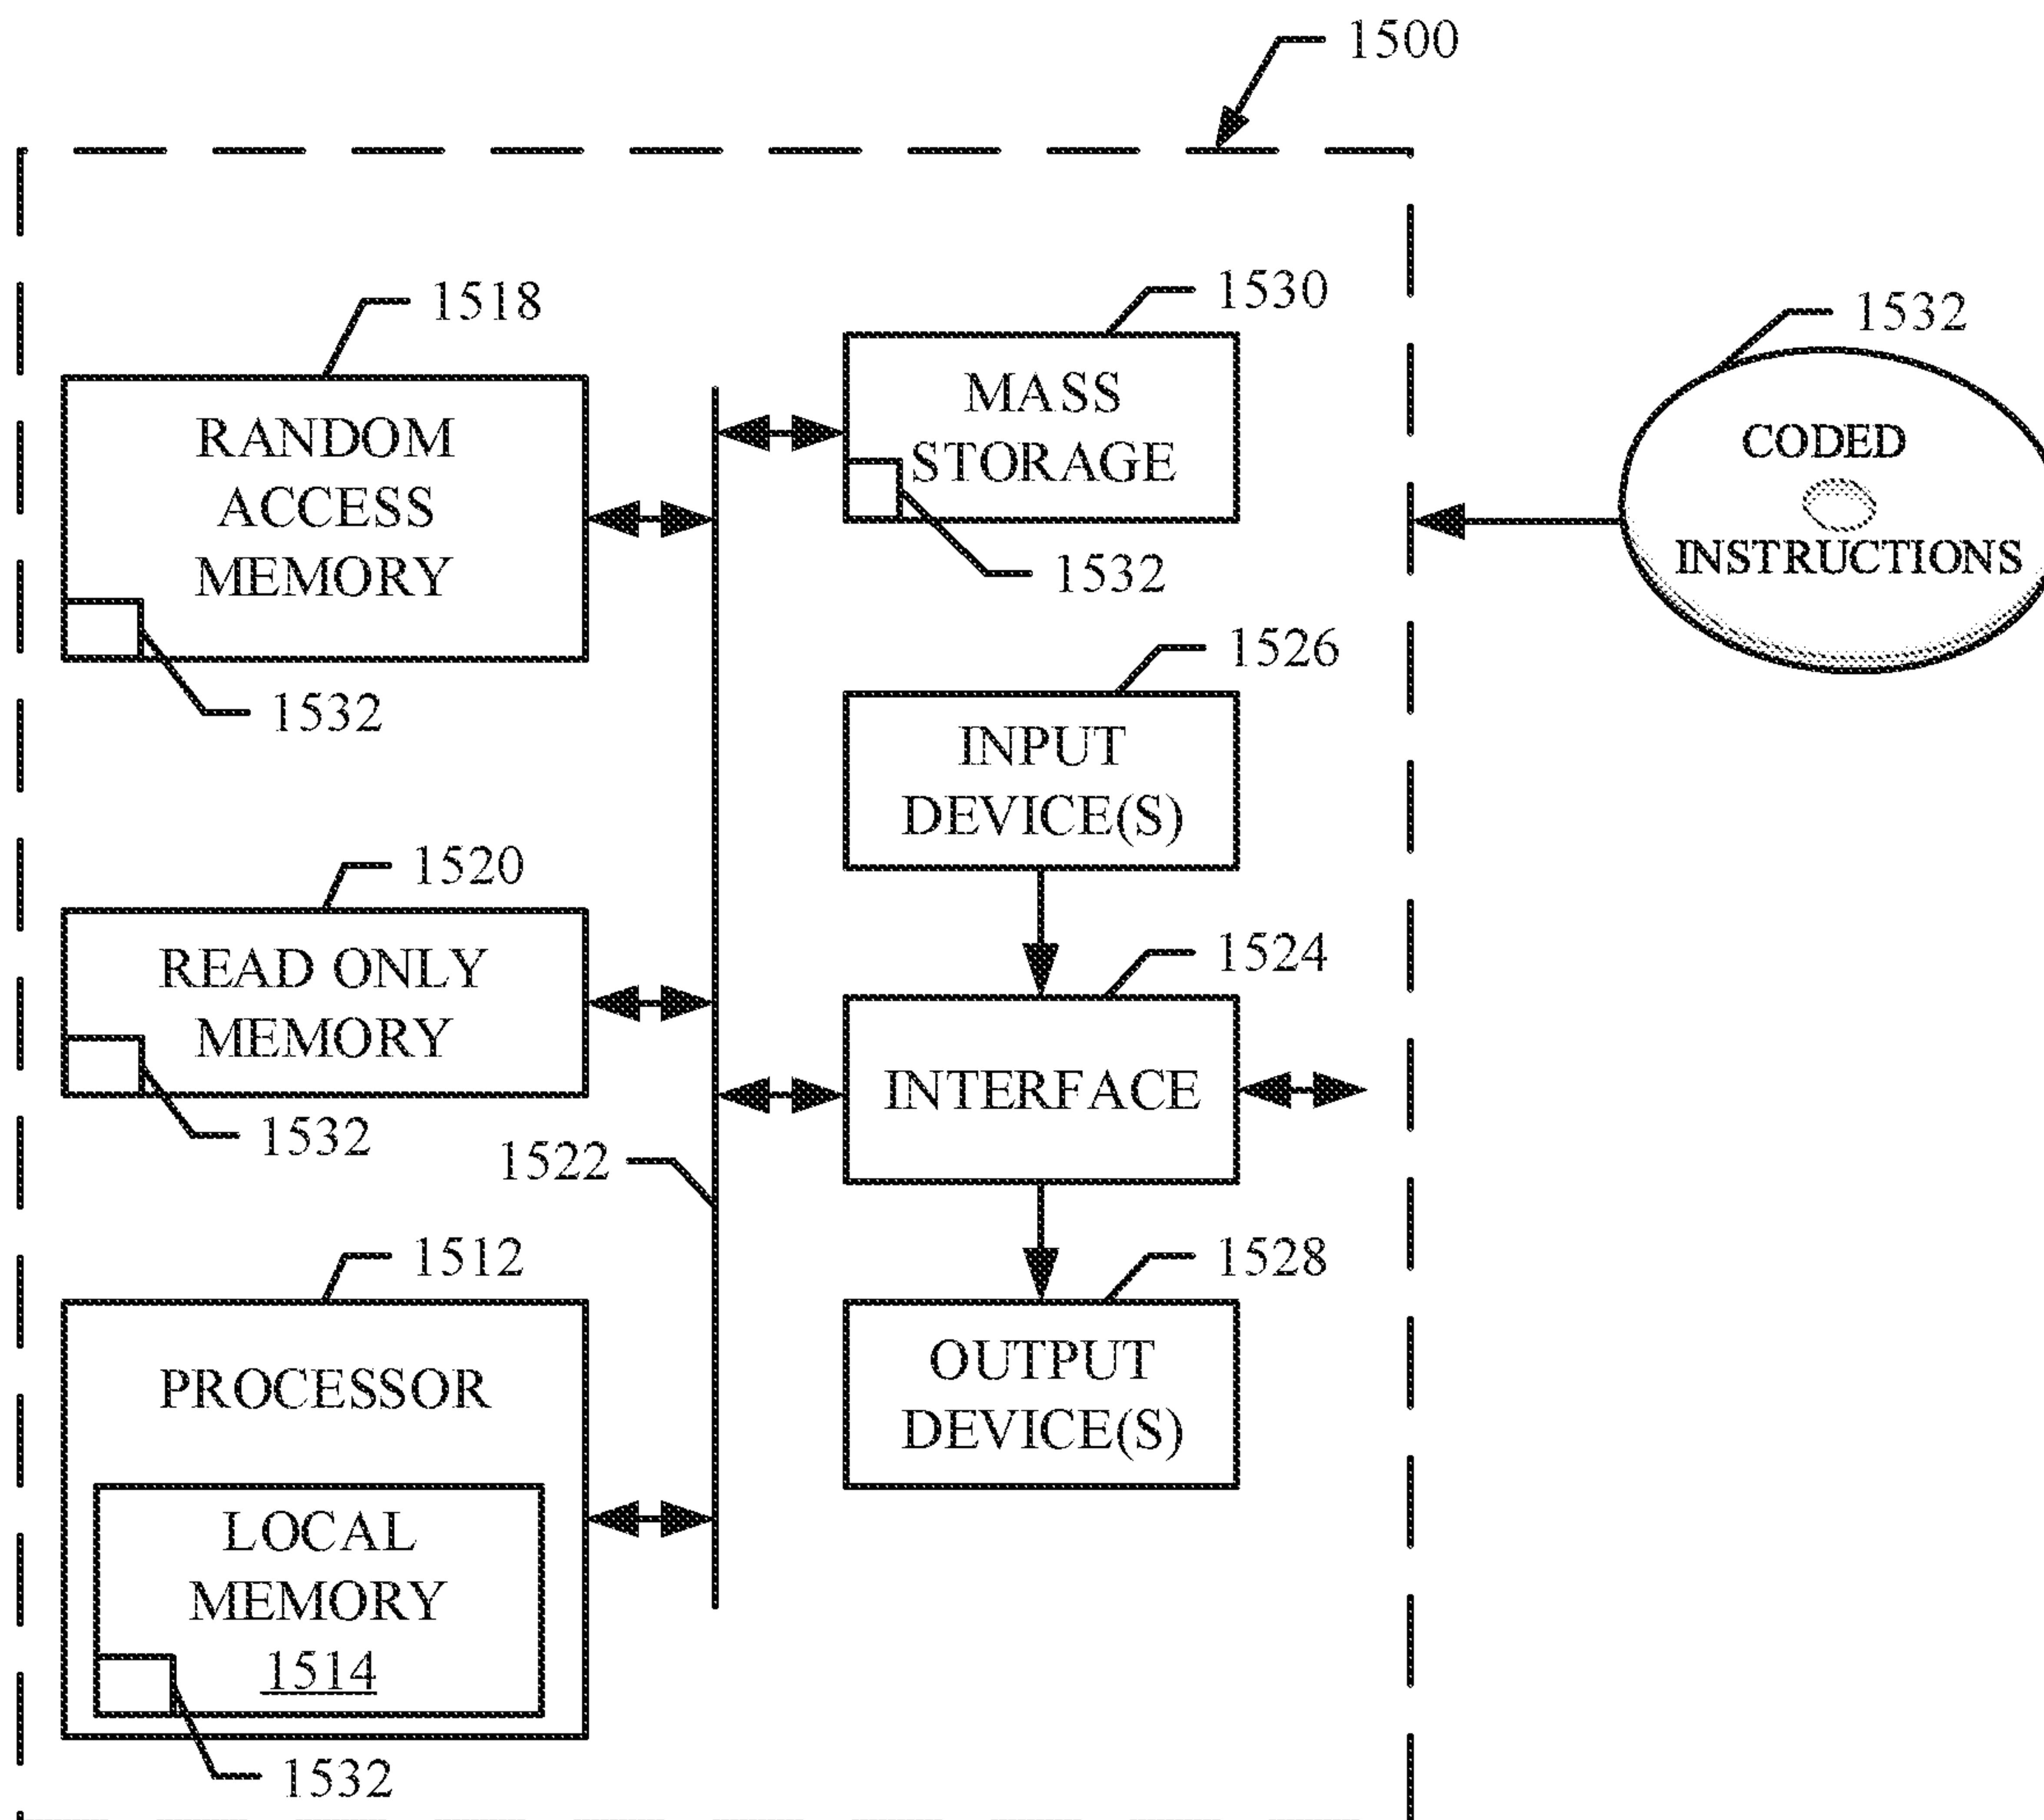 1500
1518
RANDOM
ACCESS
MEMORY
1532
1530
MASS
STORAGE
1532
1532
CODED
INSTRUCTIONS
1526
INPUT
DEVICE(S)
1520
READ ONLY
MEMORY
1532
1524
INTERFACE
1522
1512
PROCESSOR
LOCAL
MEMORY
1514
1532
1528
OUTPUT
DEVICE(S)